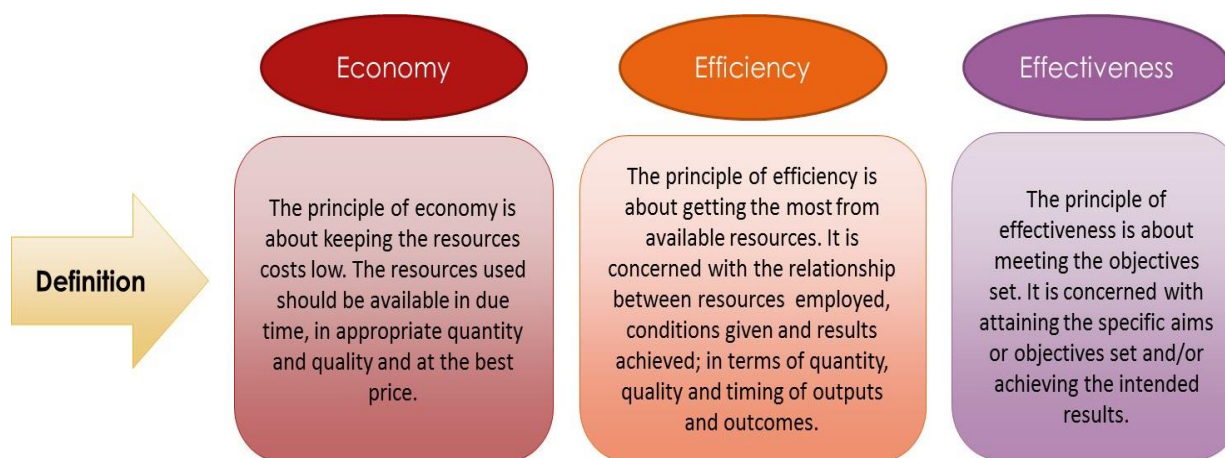 Economy
Efficiency
Effectiveness
Definition
The principle of economy is
about keeping the resources
costs low. The resources used
should be available in due
time, in appropriate quantity
and quality and at the best
price.
The principle of efficiency is
about getting the most from
available resources. It is
concerned with the relationship
between resources employed,
conditions given and results
achieved; in terms of quantity,
quality and timing of outputs
and outcomes.
The principle of
effectiveness is about
meeting the objectives
set. It is concerned with
attaining the specific aims
or objectives set and/or
achieving the intended
results.